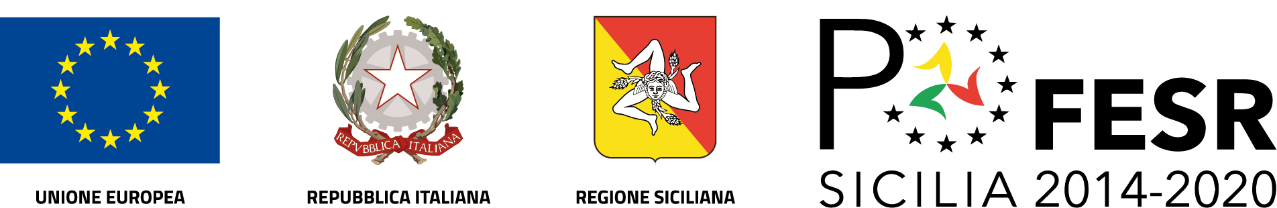 REPVBBLICA ITALIANA
UNIONE EUROPEA
REPUBBLICA ITALIANA
REGIONE SICILIANA
PO FESR
SICILIA 2014-2020